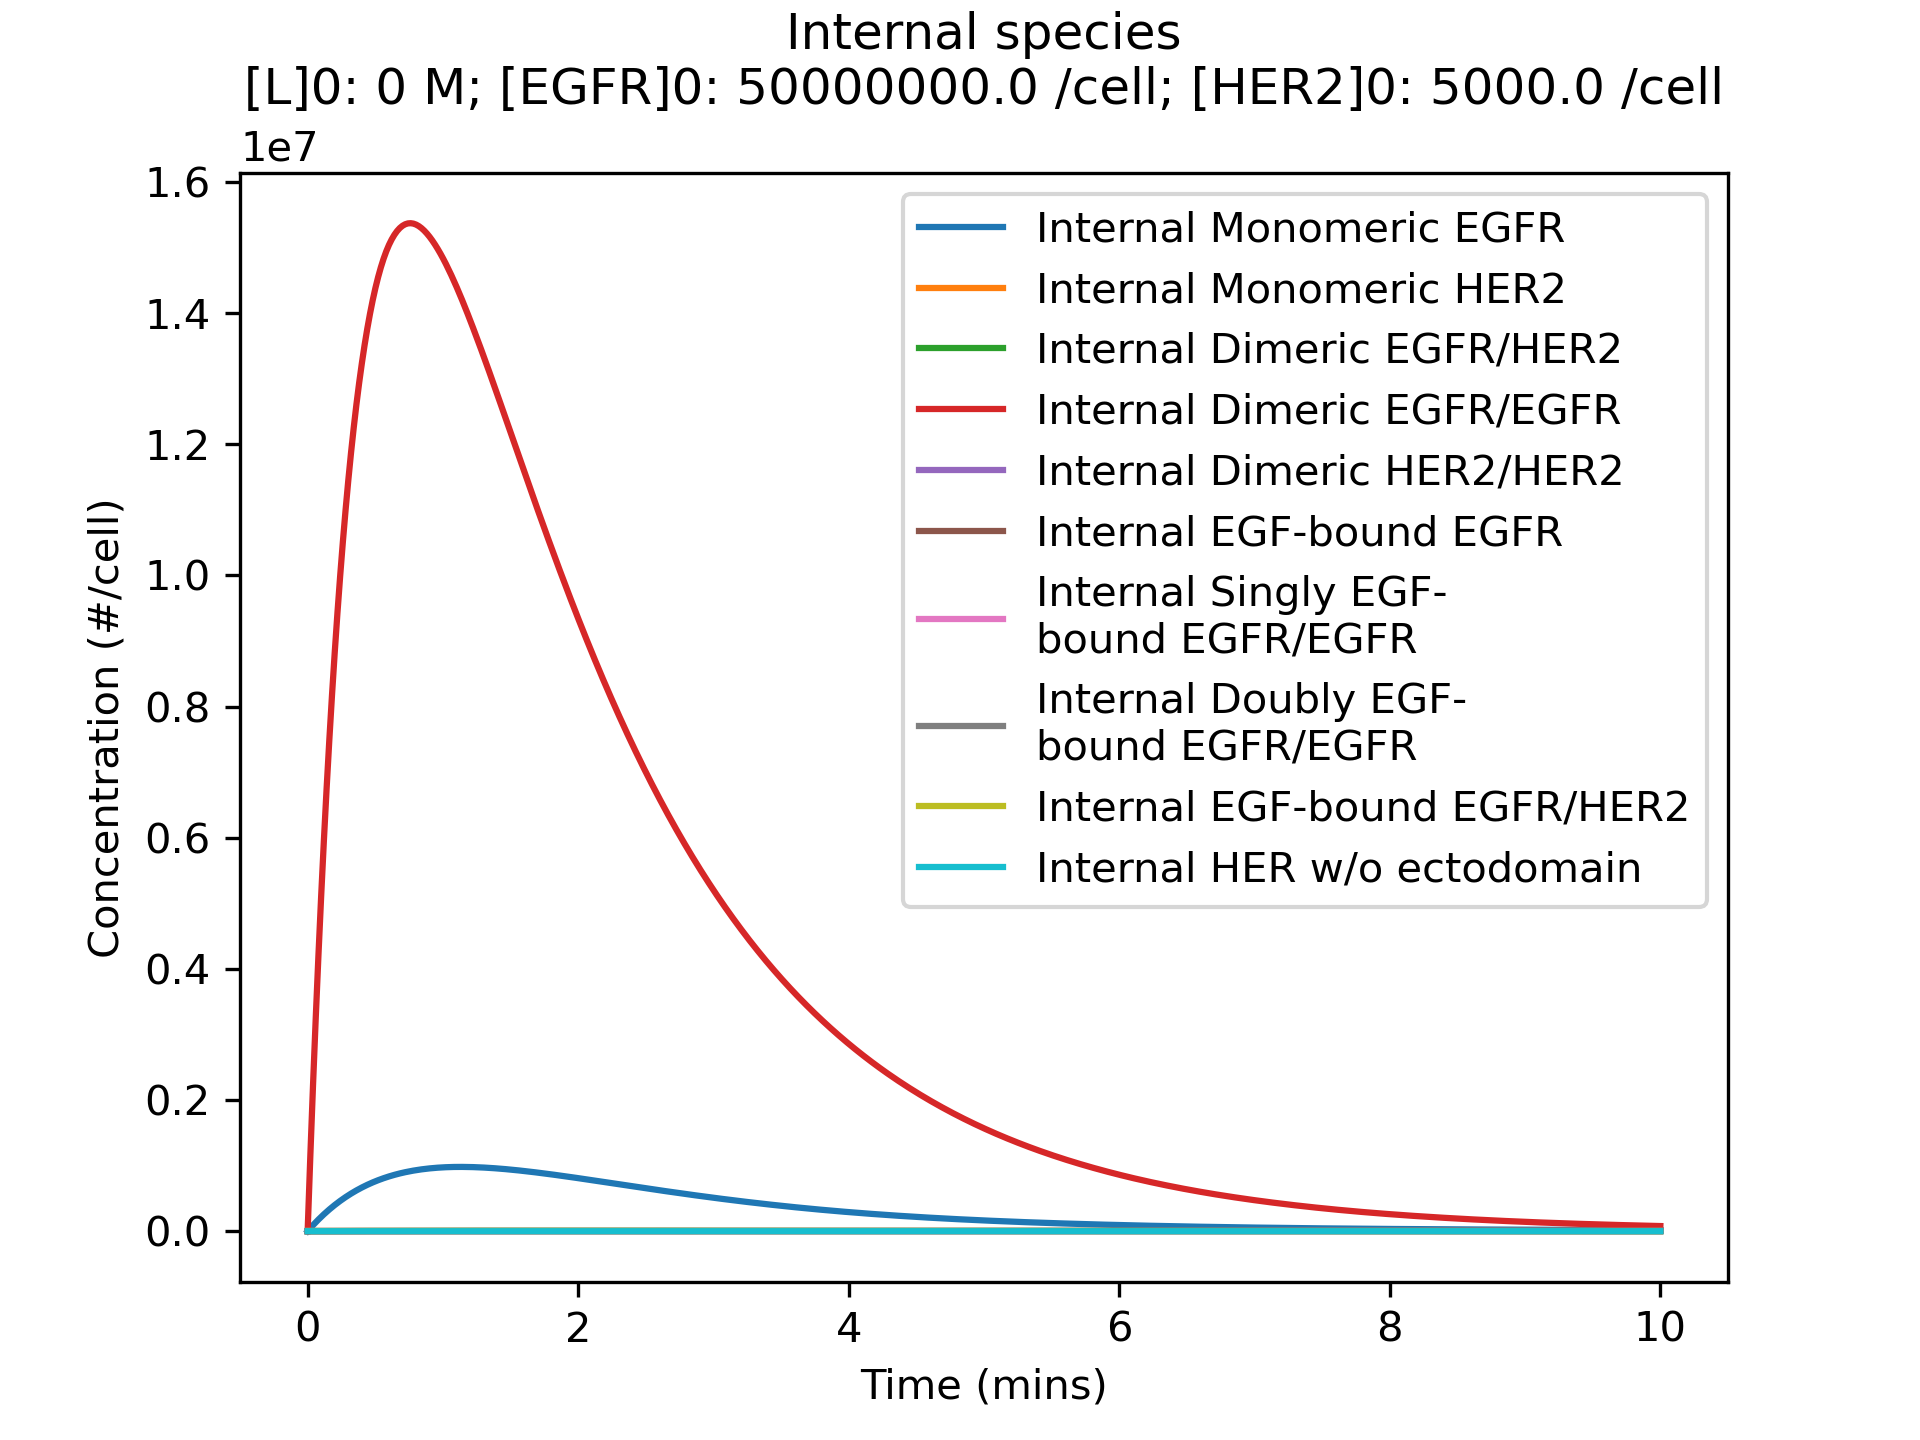 Internal species
[L]0: 0 M; [EGFR]0: 50000000.0 /cell; [HER2]0: 5000.0 /cell
1e7
1.6
1.4
1.2
1.0
0.8
0.6
0.4
0.2
0.0
Concentration (#/cell)
Internal Monomeric EGFR
Internal Monomeric HER2
Internal Dimeric EGFR/HER2
Internal Dimeric EGFR/EGFR
Internal Dimeric HER2/HER2
Internal EGF-bound EGFR
Internal Singly EGF-
bound EGFR/EGFR
Internal Doubly EGF-
bound EGFR/EGFR
Internal EGF-bound EGFR/HER2
Internal HER w/o ectodomain
0 2 4 6 8 10
Time (mins)